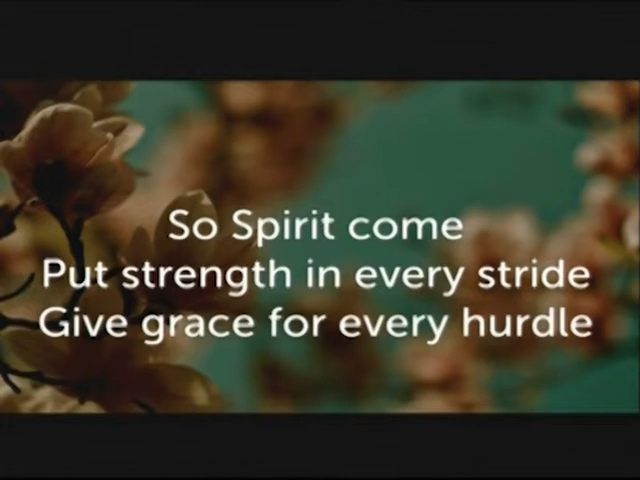 So Spirit come
Put strength in every stride
Give grace for every hurdle